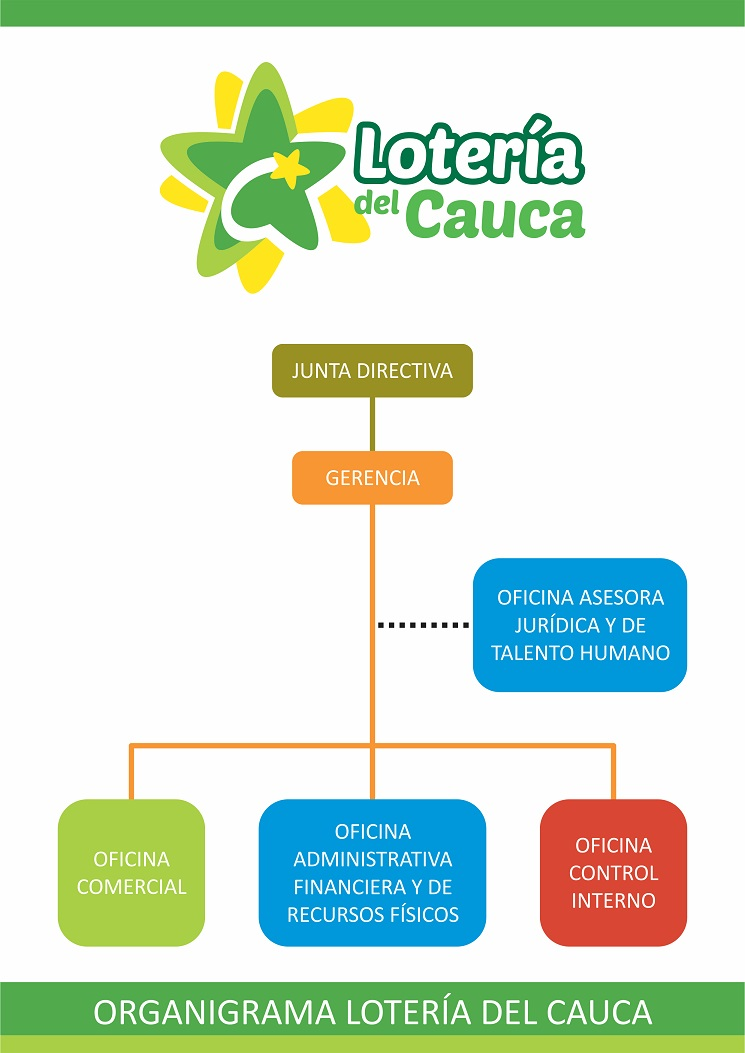 Lotería
del Cauca
JUNTA DIRECTIVA
GERENCIA
OFICINA ASESORA
JURÍDICA Y DE
TALENTO HUMANO
OFICINA
COMERCIAL
OFICINA
ADMINISTRATIVA
FINANCIERA Y DE
RECURSOS FÍSICOS
OFICINA
CONTROL
INTERNO
ORGANIGRAMA LOTERÍA DEL CAUCA